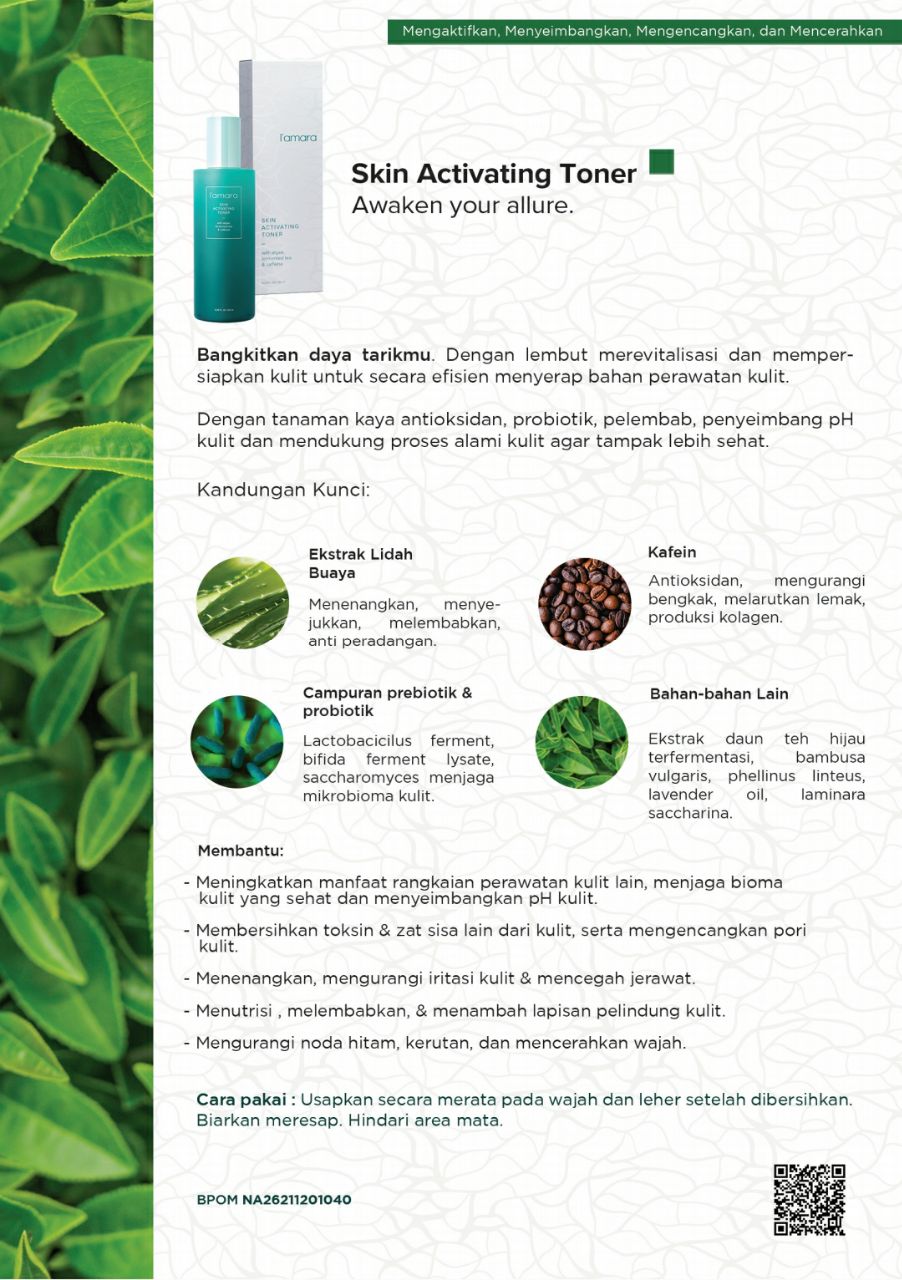 Mengaktifkan, Menyeimbangkan, Mengencangkan, dan Mencerahkan
l'amara
SKIN
ACTIVATING
TONER
l'amara
SKIN
ACTIVATING
TONER
& caffeine
Skin Activating Toner
Awaken your allure.
Bangkitkan daya tarikmu. Dengan lembut merevitalisasi dan memper-
siapkan kulit untuk secara efisien menyerap bahan perawatan kulit.
Dengan tanaman kaya antioksidan, probiotik, pelembab, penyeimbang pH
kulit dan mendukung proses alami kulit agar tampak lebih sehat.
Kandungan Kunci:
Ekstrak Lidah
Buaya
Menenangkan, menye-
jukkan, melembabkan,
anti peradangan.
Kafein
Antioksidan, mengurangi
bengkak, melarutkan lemak,
produksi kolagen.
Campuran prebiotik &
probiotik
Lactobacicilus ferment,
bifida ferment lysate,
saccharomyces menjaga
mikrobioma kulit.
Bahan-bahan Lain
Ekstrak daun teh hijau
terfermentasi, bambusa
vulgaris, phellinus linteus,
lavender oil, laminara
saccharina.
Membantu:
- Meningkatkan manfaat rangkaian perawatan kulit lain, menjaga bioma
kulit yang sehat dan menyeimbangkan pH kulit.
- Membersihkan toksin & zat sisa lain dari kulit, serta mengencangkan pori
kulit.
- Menenangkan, mengurangi iritasi kulit & mencegah jerawat.
- Menutrisi , melembabkan, & menambah lapisan pelindung kulit.
- Mengurangi noda hitam, kerutan, dan mencerahkan wajah.
Cara pakai : Usapkan secara merata pada wajah dan leher setelah dibersihkan.
Biarkan meresap. Hindari area mata.
BPOM NA26211201040